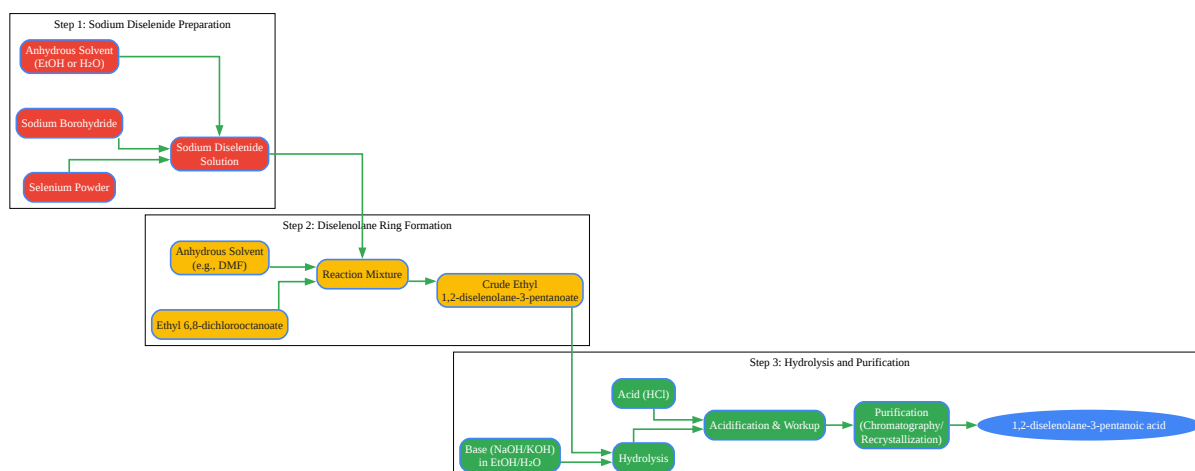 Step 1: Sodium Diselenide Preparation
Anhydrous Solvent
(EtOH or H₂O)
Sodium Borohydride
Sodium Diselenide
Solution
Selenium Powder
Step 2: Diselenolane Ring Formation
Anhydrous Solvent
(e.g., DMF)
Reaction Mixture
Crude Ethyl
1,2-diselenolane-3-pentanoate
Ethyl 6,8-dichlorooctanoate
Step 3: Hydrolysis and Purification
Acid (HCl)
Acidification & Workup
Purification
(Chromatography/
Recrystallization)
1,2-diselenolane-3-pentanoic acid
Base (NaOH/KOH)
in EtOH/H₂O
Hydrolysis